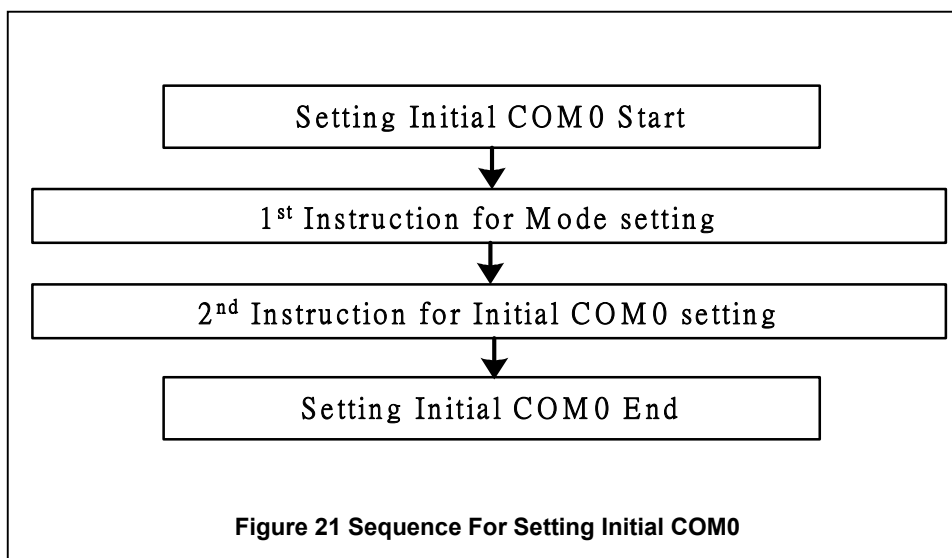 Setting Initial COM0 Start
1st Instruction for Mode setting
2nd Instruction for Initial COM0 setting
Setting Initial COM0 End
Figure 21 Sequence For Setting Initial COM0